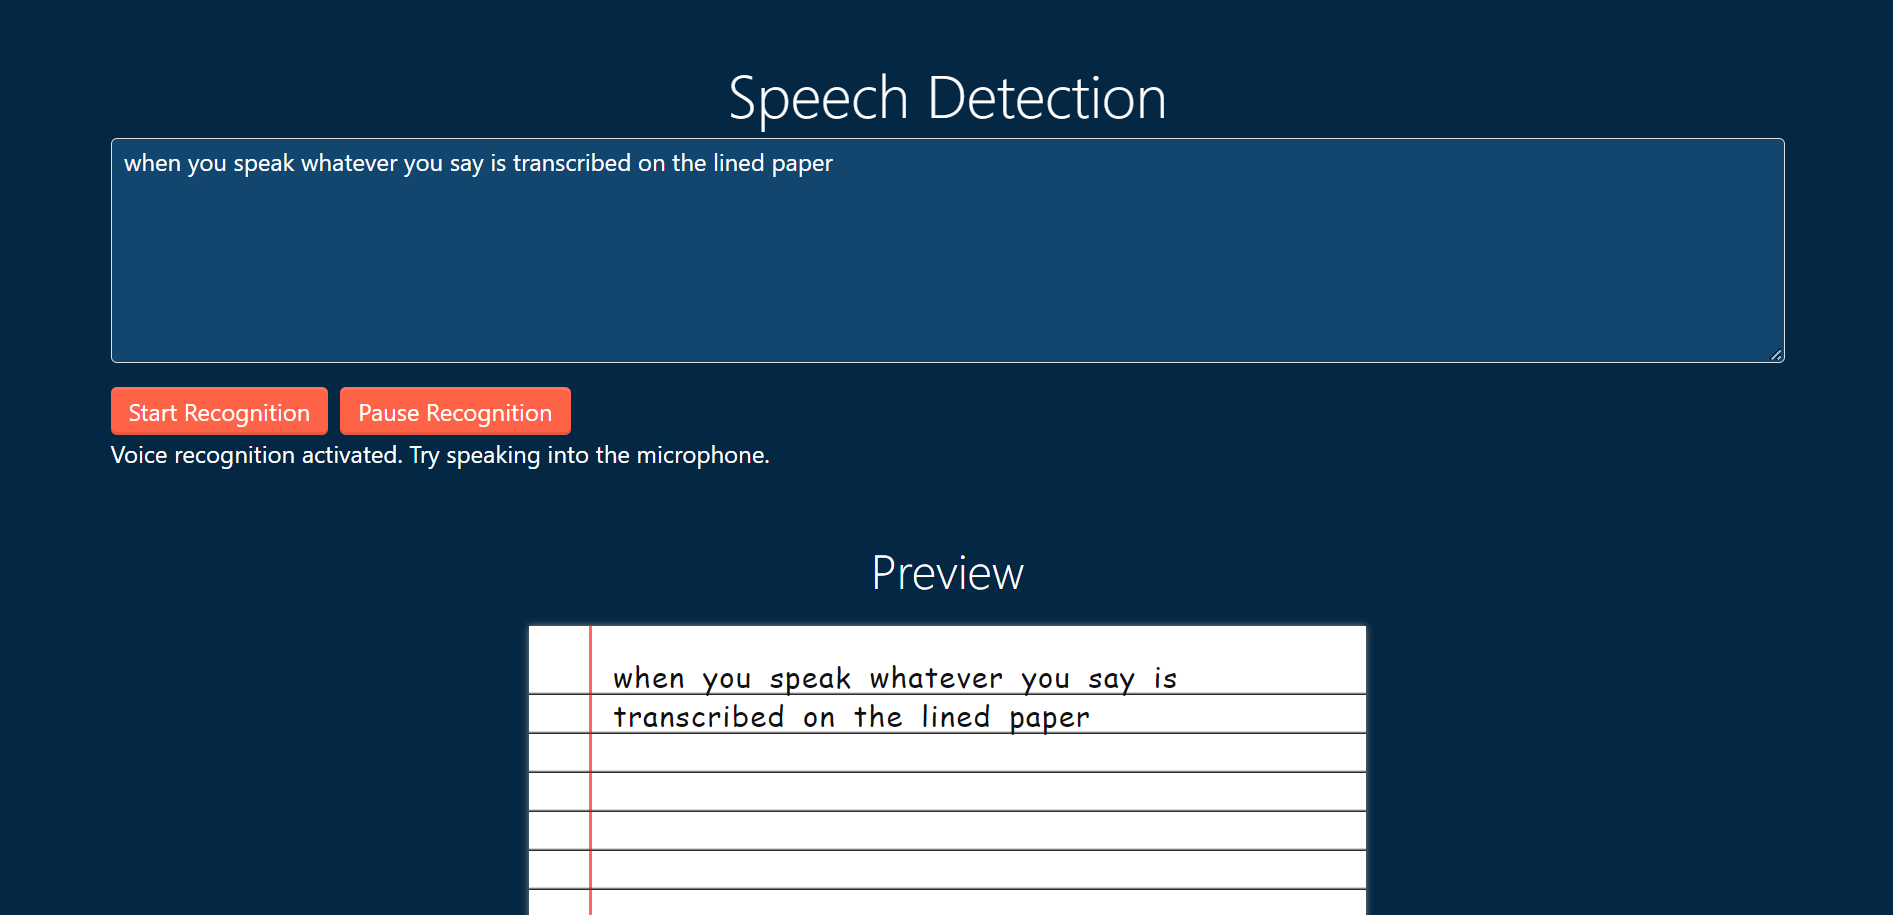 Speech Detection
when you speak whatever you say is transcribed on the lined paper
Start Recognition Pause Recognition
Voice recognition activated. Try speaking into the microphone.
Preview
when you speak whatever you say is
transcribed on the lined paper